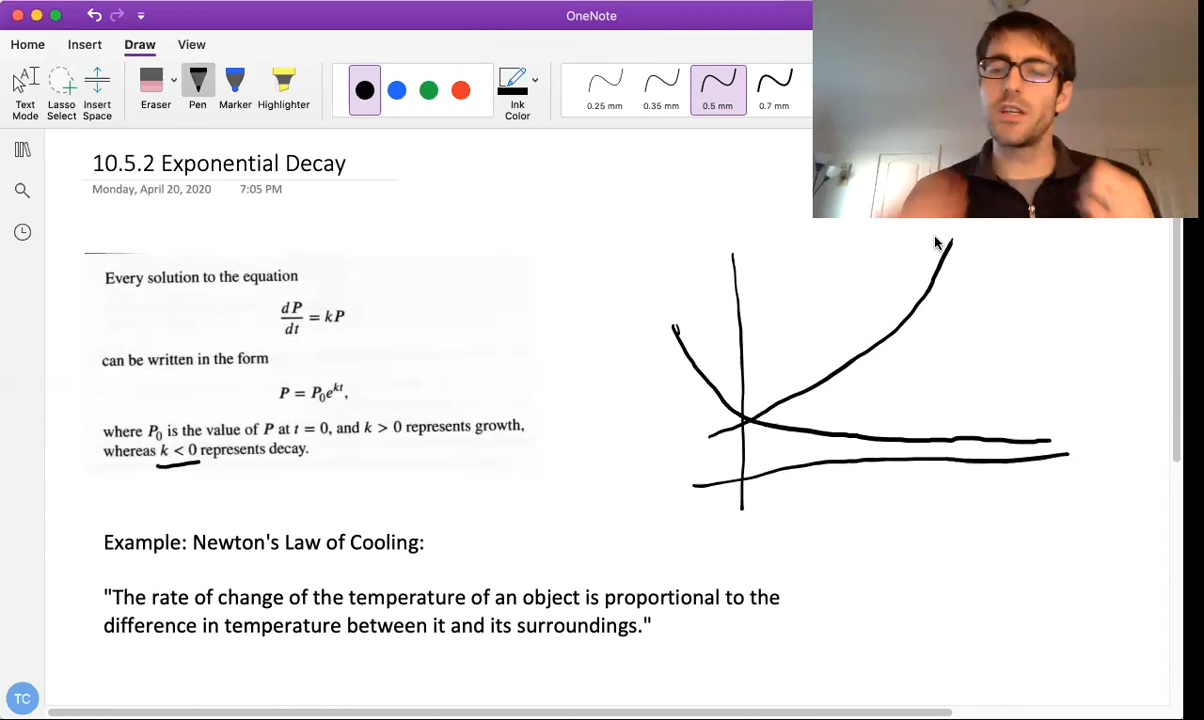 OneNote
Home Insert Draw View
Text Mode
Lasso Select
Insert Space
Eraser
Pen
Marker
Highlighter
Ink Color
0.25 mm
0.35 mm
0.5 mm
0.7 mm
10.5.2 Exponential Decay
Monday, April 20, 2020 7:05 PM
Every solution to the equation
dP/dt = kP
can be written in the form
P = P₀eᵏᵗ,
where P₀ is the value of P at t = 0, and k > 0 represents growth,
whereas k < 0 represents decay.
Example: Newton's Law of Cooling:
"The rate of change of the temperature of an object is proportional to the
difference in temperature between it and its surroundings."
TC